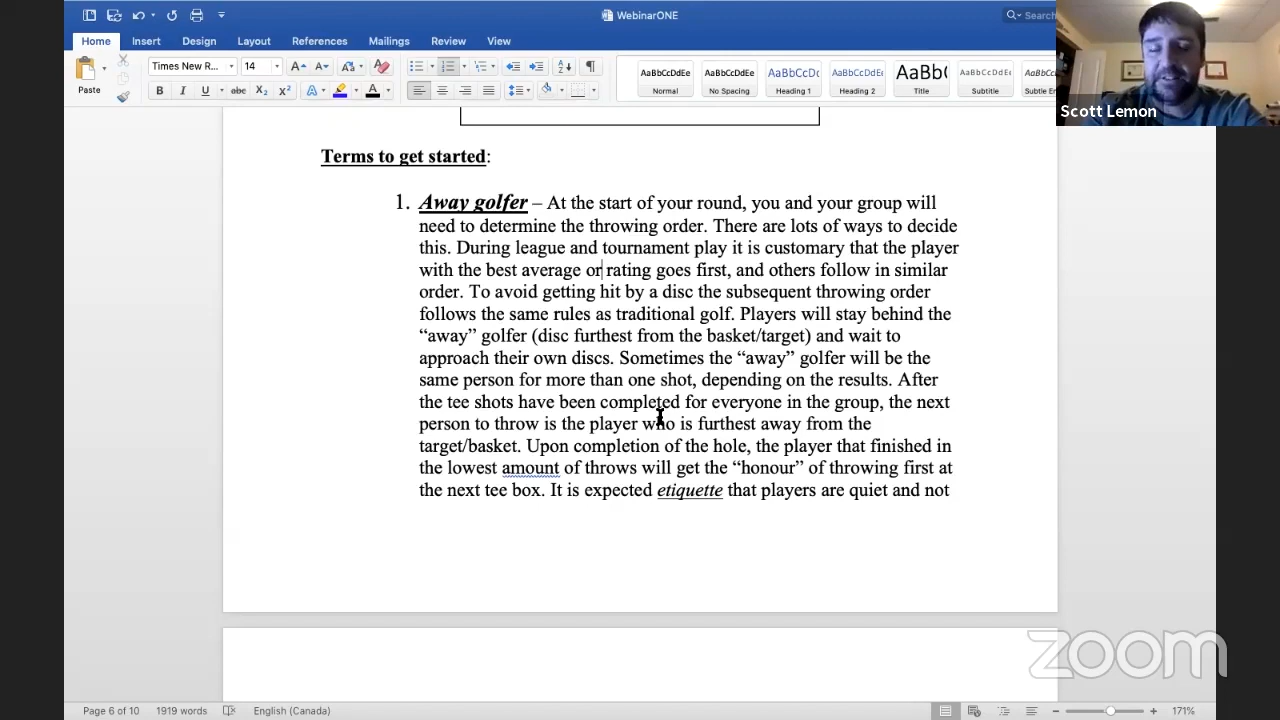 WebinarONE
Search
Home Insert Design Layout References Mailings Review View
Times New R... 14
Paste
B I U abc X₂ X² A A
AaBbCcDdEe AaBbCcDdEe AaBbCcDc AaBbCcDdEe AaBb( AaBbCcDdEe AaBbCcDdEe
Normal No Spacing Heading 1 Heading 2 Title Subtitle Subtle Em
Scott Lemon
Terms to get started:
1. Away golfer – At the start of your round, you and your group will
need to determine the throwing order. There are lots of ways to decide
this. During league and tournament play it is customary that the player
with the best average or rating goes first, and others follow in similar
order. To avoid getting hit by a disc the subsequent throwing order
follows the same rules as traditional golf. Players will stay behind the
“away” golfer (disc furthest from the basket/target) and wait to
approach their own discs. Sometimes the “away” golfer will be the
same person for more than one shot, depending on the results. After
the tee shots have been completed for everyone in the group, the next
person to throw is the player who is furthest away from the
target/basket. Upon completion of the hole, the player that finished in
the lowest amount of throws will get the “honour” of throwing first at
the next tee box. It is expected etiquette that players are quiet and not
zoom
Page 6 of 10 1919 words English (Canada) 171%